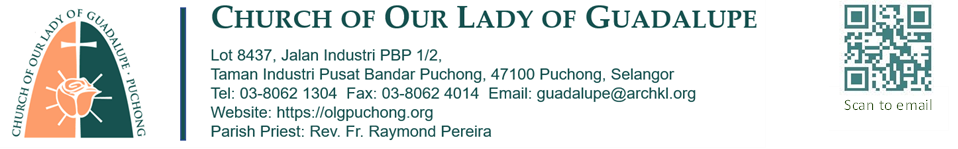 CHURCH OF OUR LADY OF GUADALUPE · PUCHONG
CHURCH OF OUR LADY OF GUADALUPE
Lot 8437, Jalan Industri PBP 1/2,
Taman Industri Pusat Bandar Puchong, 47100 Puchong, Selangor
Tel: 03-8062 1304  Fax: 03-8062 4014  Email: guadalupe@archkl.org
Website: https://olgpuchong.org
Parish Priest: Rev. Fr. Raymond Pereira
Scan to email